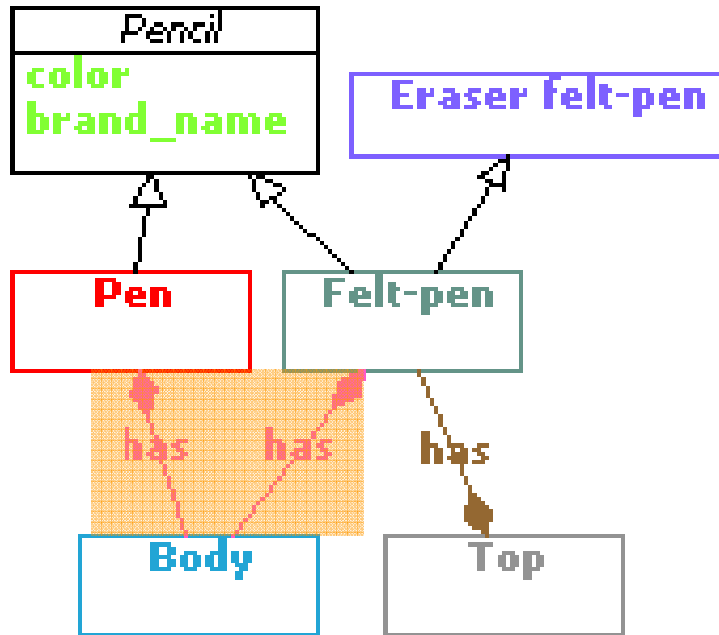 Pencil
color
brand_name
Eraser felt-pen
Pen
Felt-pen
has
has
has
Body
Top